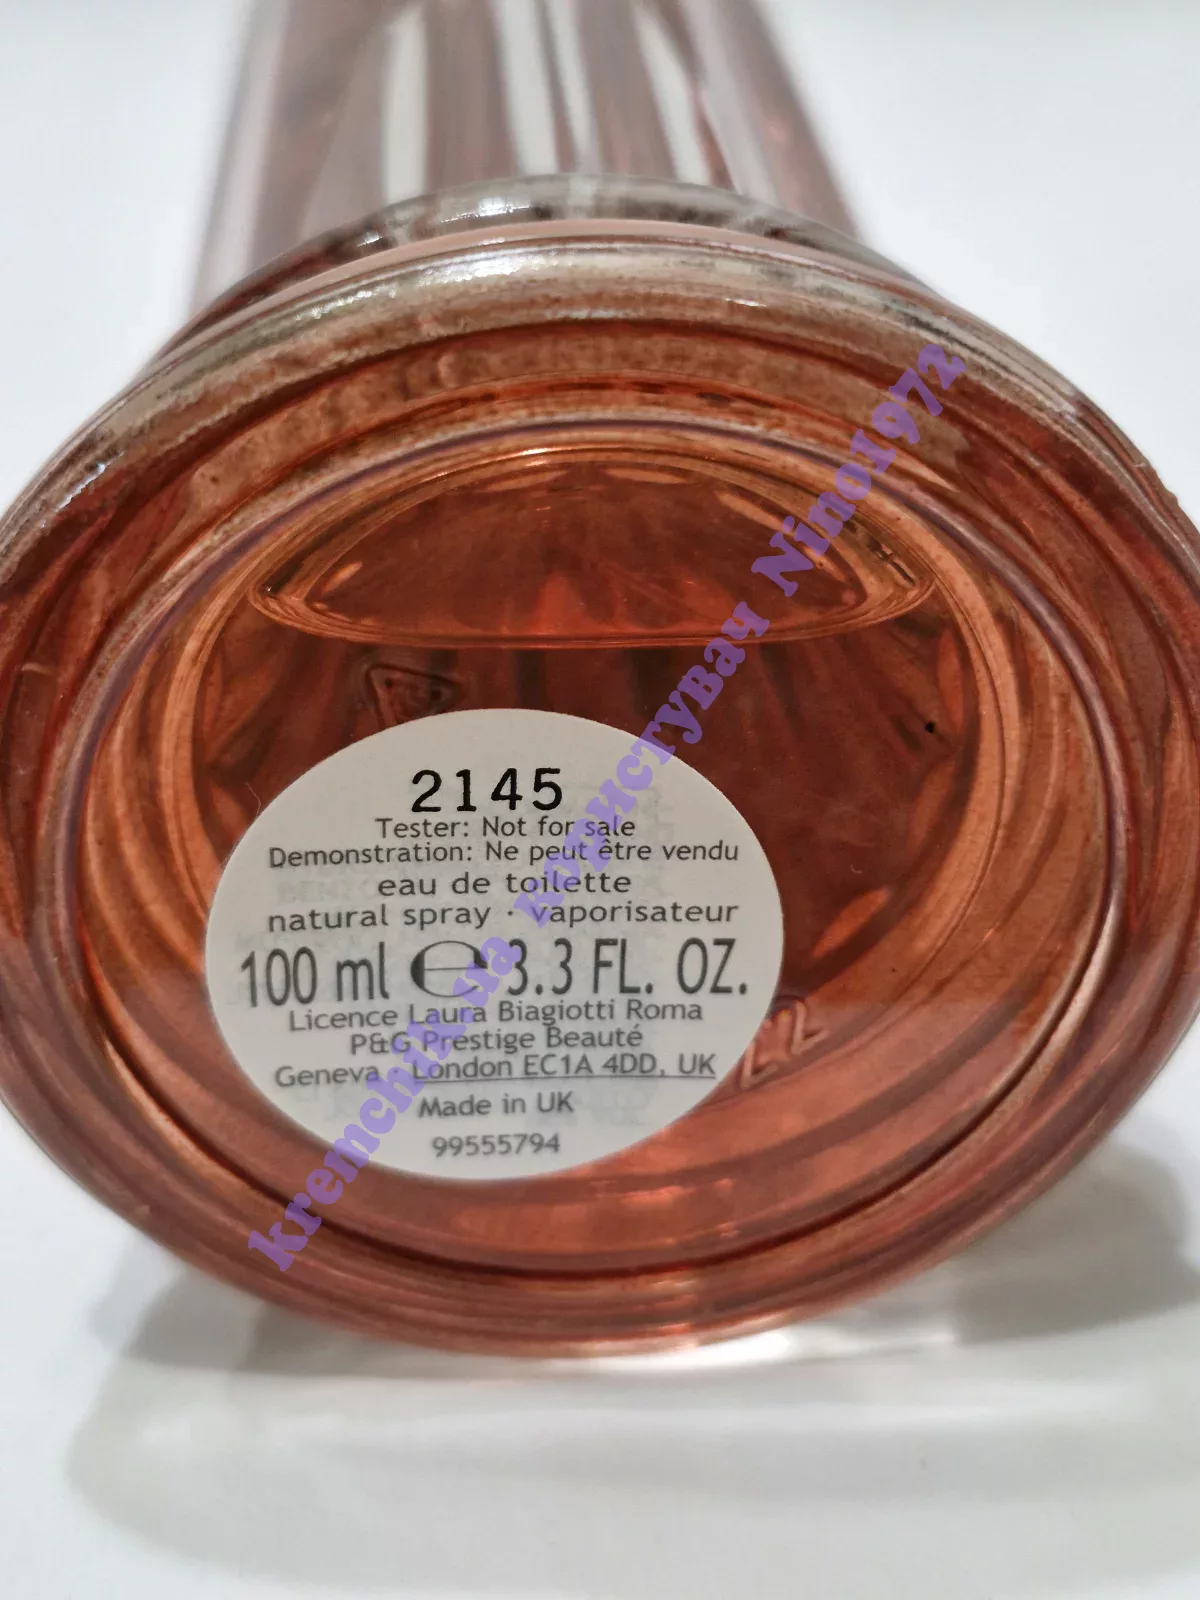 2145
Tester: Not for sale
Demonstration: Ne peut être vendu
eau de toilette
natural spray · vaporisateur
100 ml ℮ 3.3 FL. OZ.
Licence Laura Biagiotti Roma
P&G Prestige Beauté
Geneva · London EC1A 4DD, UK
Made in UK
99555794
22
kremchik.ua користувач Nino1972